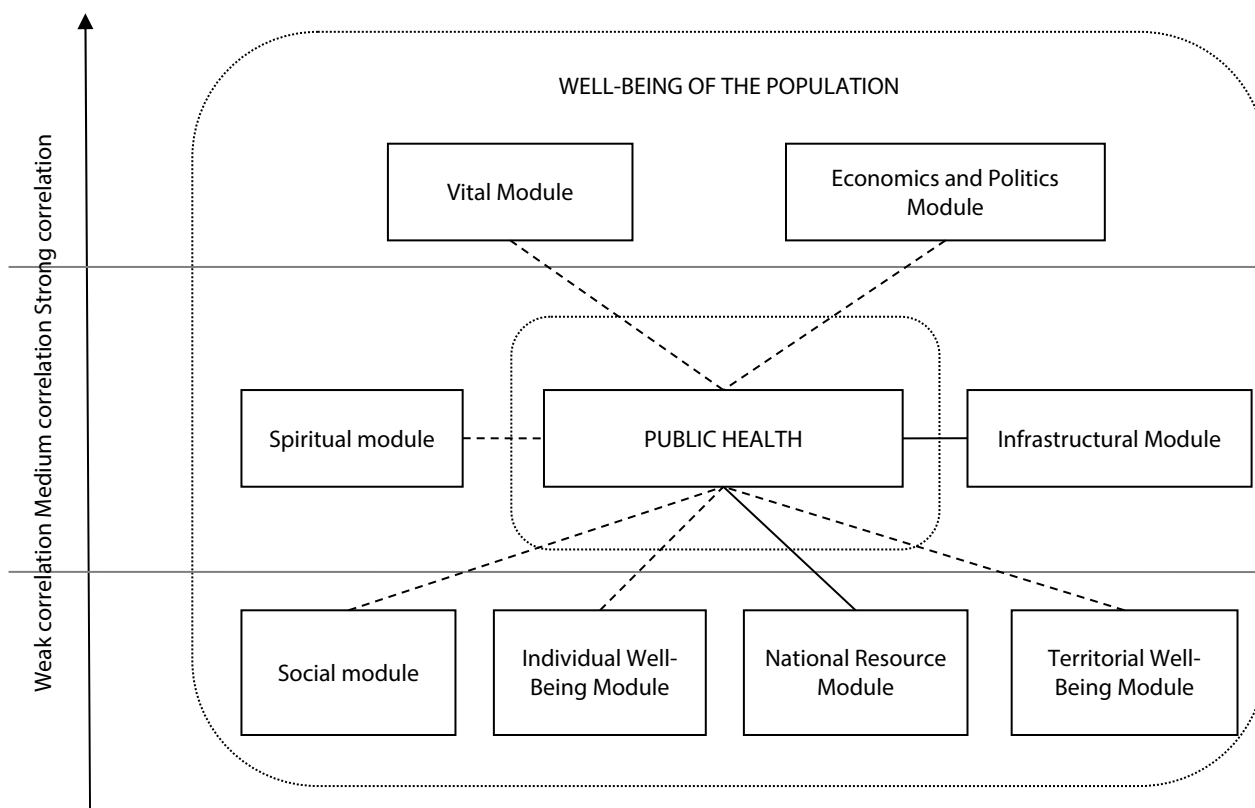 WELL-BEING OF THE POPULATION
Vital Module
Economics and Politics
Module
Weak correlation Medium correlation Strong correlation
Spiritual module
PUBLIC HEALTH
Infrastructural Module
Social module
Individual Well-
Being Module
National Resource
Module
Territorial Well-
Being Module